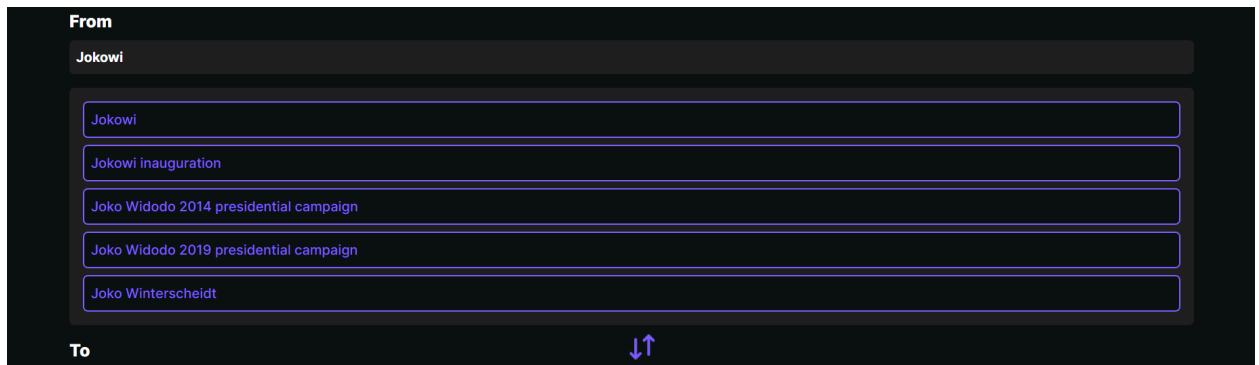 From
Jokowi
Jokowi
Jokowi inauguration
Joko Widodo 2014 presidential campaign
Joko Widodo 2019 presidential campaign
Joko Winterscheidt
To